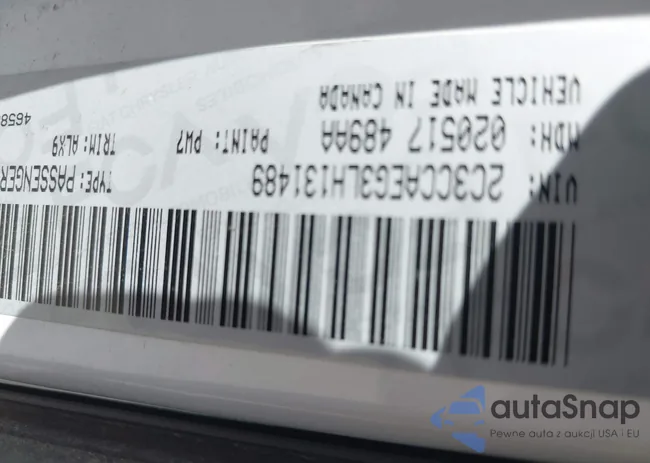 VIN: 2C3CCAEG3LH131489 TYPE: PASSENGER
MDH: 020517 489AA PAINT: PW7 TRIM: ALX9
VEHICLE MADE IN CANADA
autaSnap
Pewne auta z aukcji USA i EU